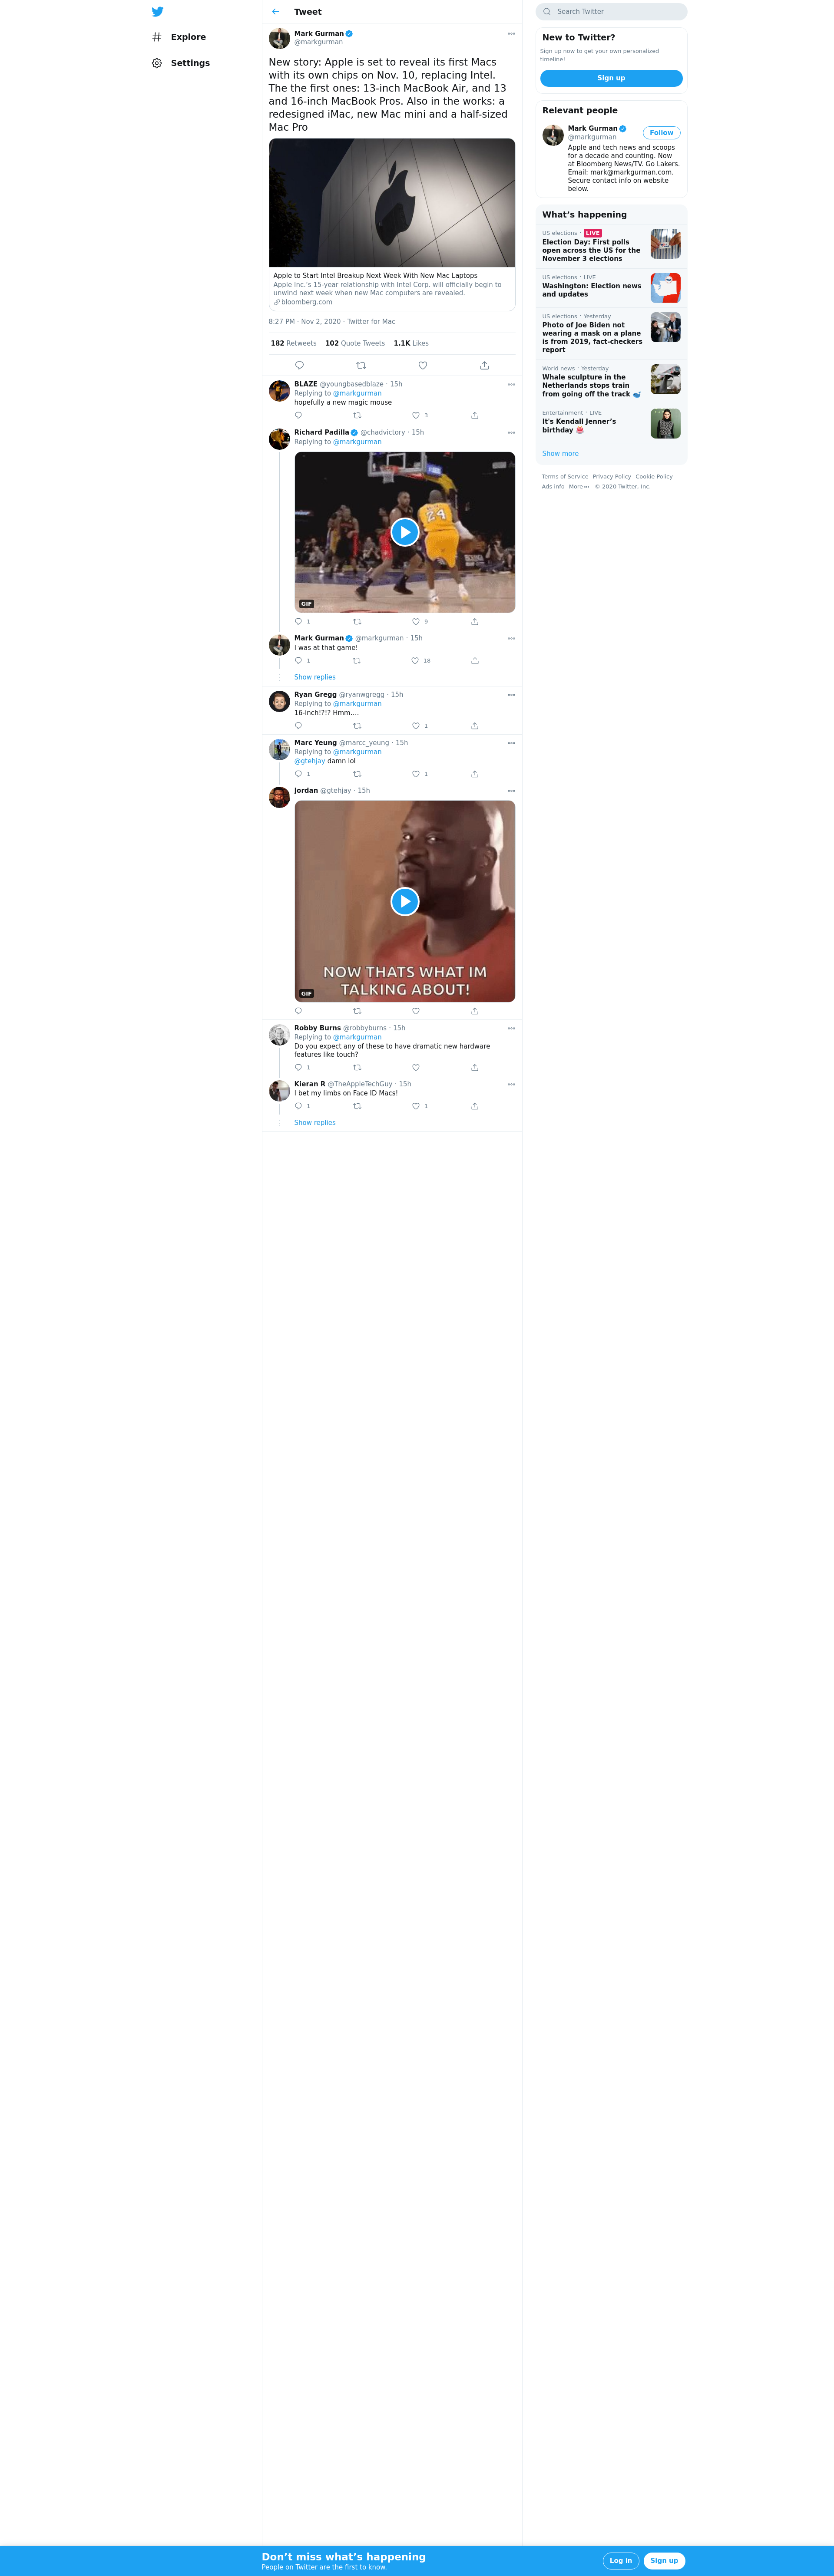 Explore
Settings
Tweet
Mark Gurman
@markgurman
New story: Apple is set to reveal its first Macs
with its own chips on Nov. 10, replacing Intel.
The the first ones: 13-inch MacBook Air, and 13
and 16-inch MacBook Pros. Also in the works: a
redesigned iMac, new Mac mini and a half-sized
Mac Pro
Apple to Start Intel Breakup Next Week With New Mac Laptops
Apple Inc.’s 15-year relationship with Intel Corp. will officially begin to
unwind next week when new Mac computers are revealed.
bloomberg.com
8:27 PM · Nov 2, 2020 · Twitter for Mac
182 Retweets 102 Quote Tweets 1.1K Likes
BLAZE @youngbasedblaze · 15h
Replying to @markgurman
hopefully a new magic mouse
3
Richard Padilla @chadvictory · 15h
Replying to @markgurman
24
GIF
1 9
Mark Gurman @markgurman · 15h
I was at that game!
1 18
Show replies
Ryan Gregg @ryanwgregg · 15h
Replying to @markgurman
16-inch!?!? Hmm....
1
Marc Yeung @marcc_yeung · 15h
Replying to @markgurman
@gtehjay damn lol
1 1
Jordan @gtehjay · 15h
NOW THATS WHAT IM
TALKING ABOUT!
GIF
Robby Burns @robbyburns · 15h
Replying to @markgurman
Do you expect any of these to have dramatic new hardware
features like touch?
1
Kieran R @TheAppleTechGuy · 15h
I bet my limbs on Face ID Macs!
1 1
Show replies
Search Twitter
New to Twitter?
Sign up now to get your own personalized
timeline!
Sign up
Relevant people
Mark Gurman
@markgurman
Follow
Apple and tech news and scoops
for a decade and counting. Now
at Bloomberg News/TV. Go Lakers.
Email: mark@markgurman.com.
Secure contact info on website
below.
What’s happening
US elections · LIVE
Election Day: First polls
open across the US for the
November 3 elections
US elections · LIVE
Washington: Election news
and updates
US elections · Yesterday
Photo of Joe Biden not
wearing a mask on a plane
is from 2019, fact-checkers
report
World news · Yesterday
Whale sculpture in the
Netherlands stops train
from going off the track 🐋
Entertainment · LIVE
It's Kendall Jenner’s
birthday 🎂
Show more
Terms of Service Privacy Policy Cookie Policy
Ads info More ··· © 2020 Twitter, Inc.
Don’t miss what’s happening
People on Twitter are the first to know.
Log in
Sign up